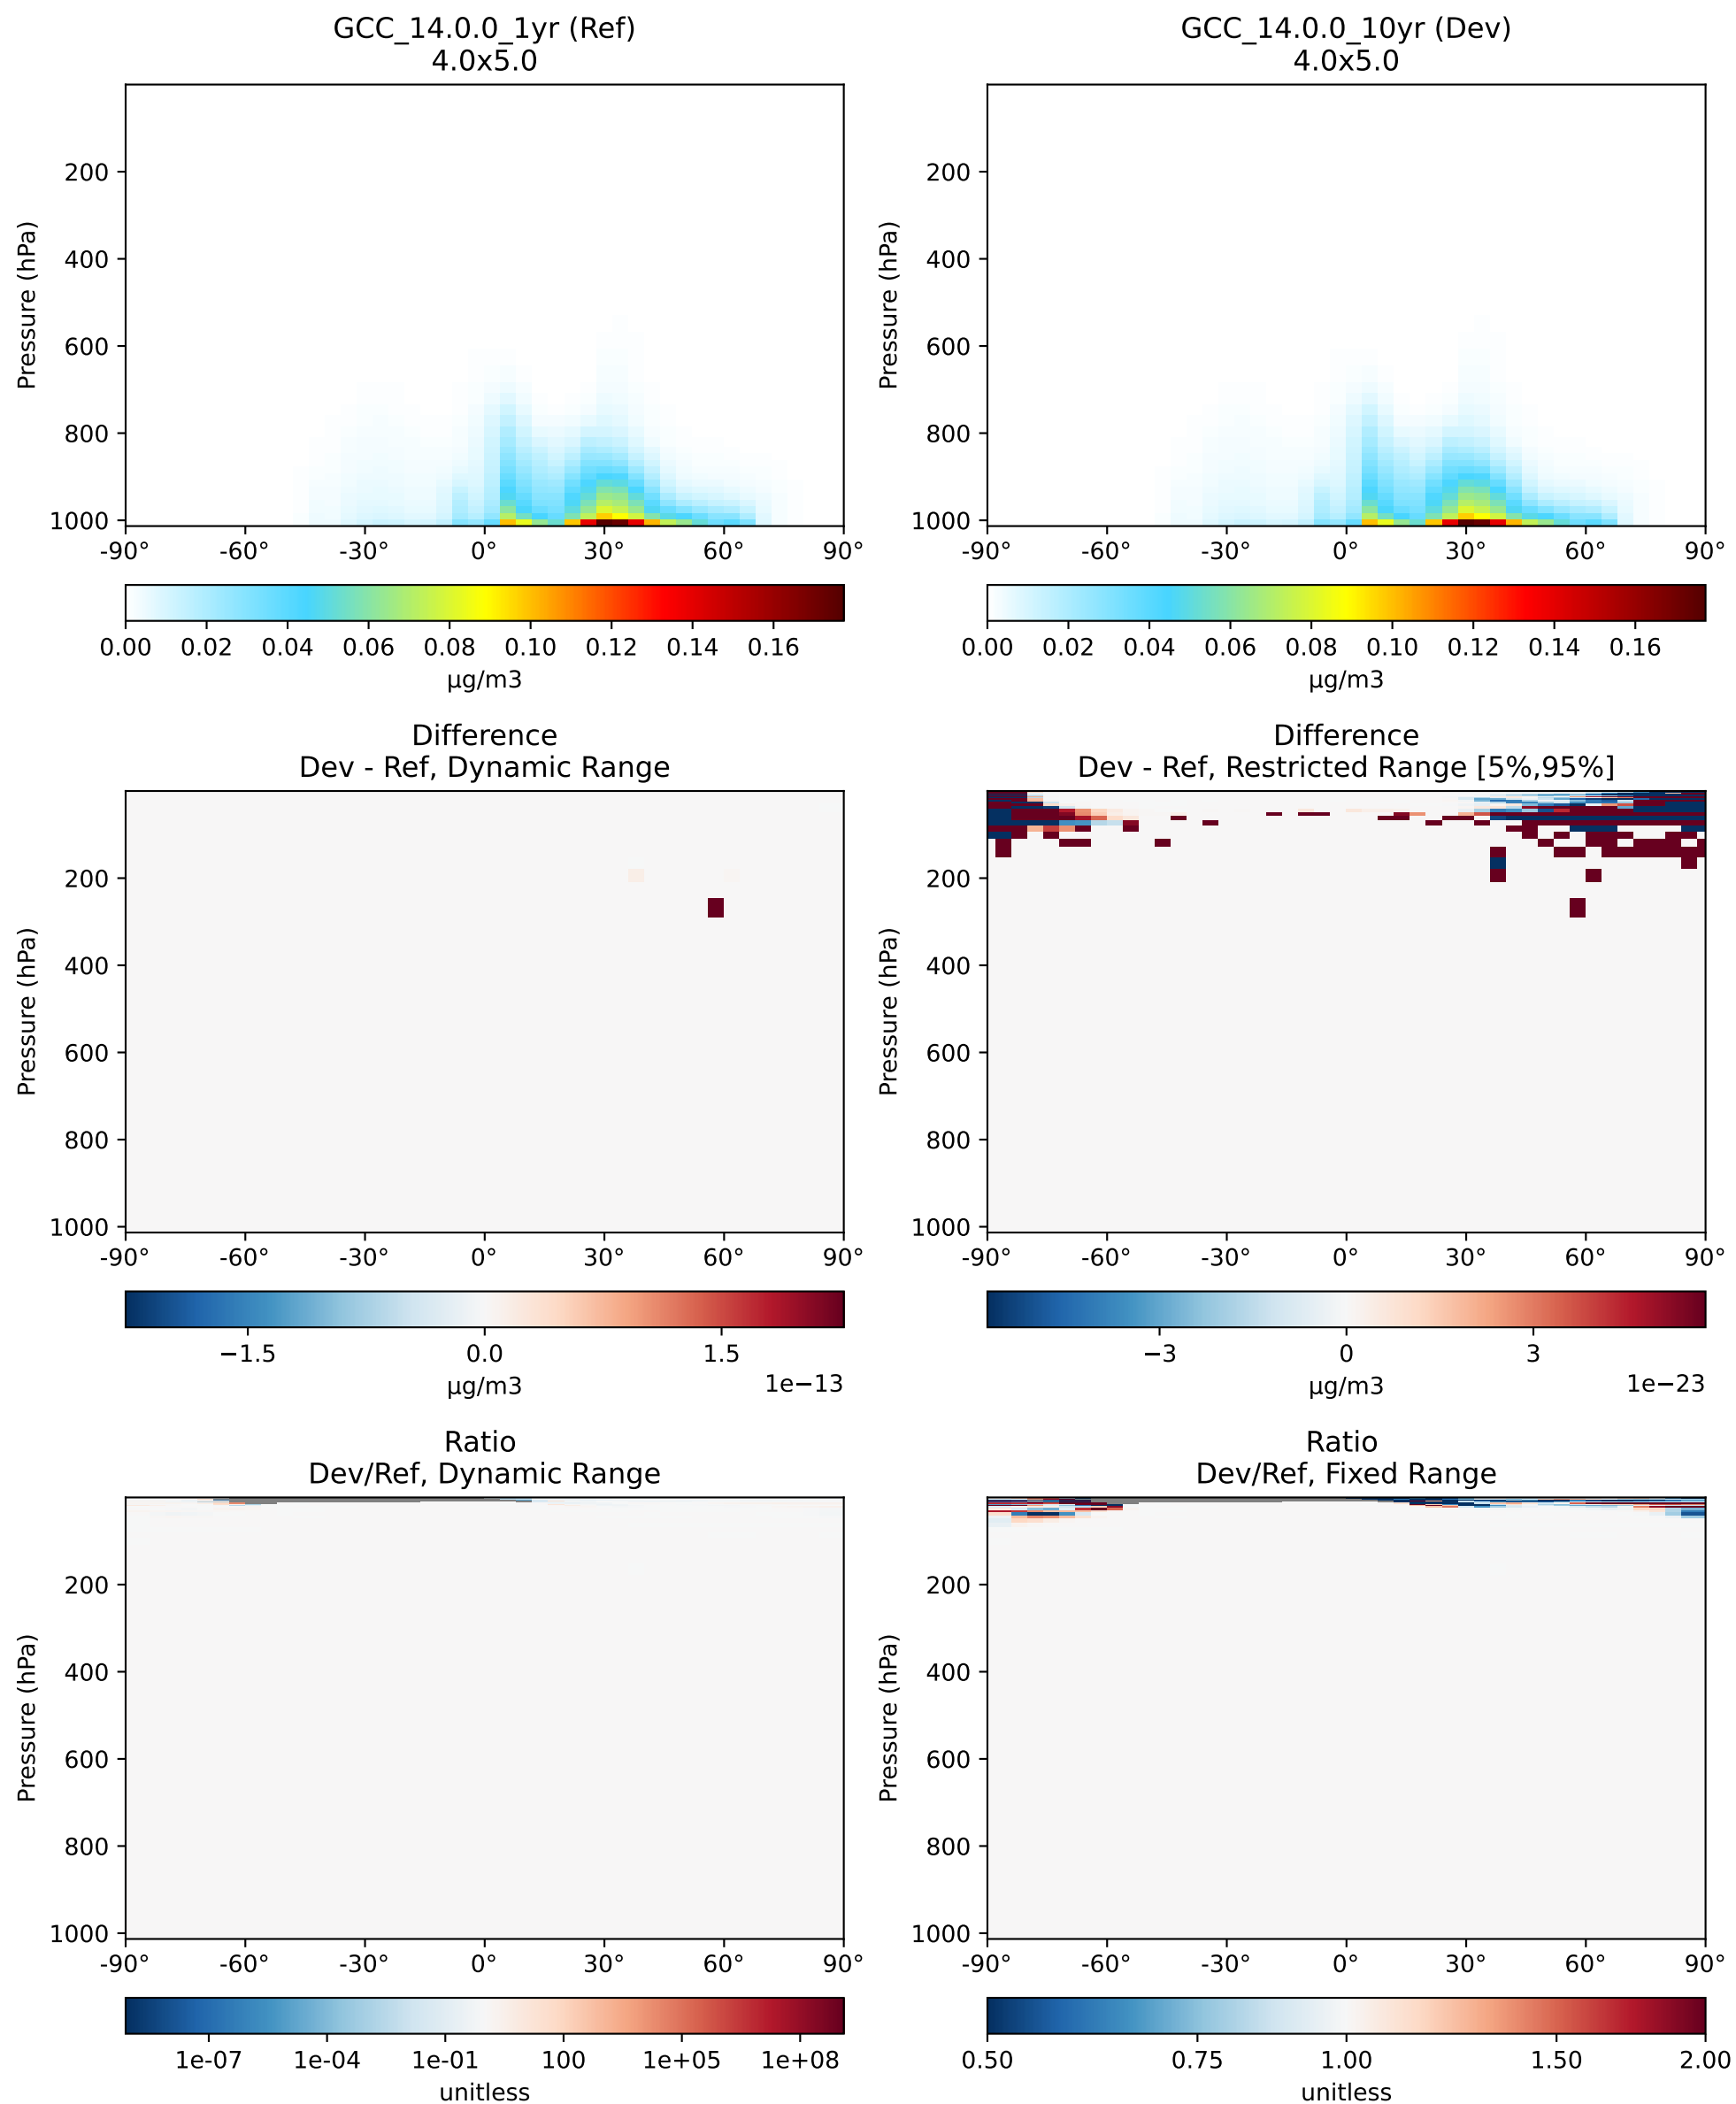 GCC_14.0.0_1yr (Ref)
4.0x5.0
Pressure (hPa)
200
400
600
800
1000
-90° -60° -30° 0° 30° 60° 90°
0.00 0.02 0.04 0.06 0.08 0.10 0.12 0.14 0.16
μg/m3
GCC_14.0.0_10yr (Dev)
4.0x5.0
Pressure (hPa)
200
400
600
800
1000
-90° -60° -30° 0° 30° 60° 90°
0.00 0.02 0.04 0.06 0.08 0.10 0.12 0.14 0.16
μg/m3
Difference
Dev - Ref, Dynamic Range
Pressure (hPa)
200
400
600
800
1000
-90° -60° -30° 0° 30° 60° 90°
−1.5 0.0 1.5
1e−13
μg/m3
Difference
Dev - Ref, Restricted Range [5%,95%]
Pressure (hPa)
200
400
600
800
1000
-90° -60° -30° 0° 30° 60° 90°
−3 0 3
1e−23
μg/m3
Ratio
Dev/Ref, Dynamic Range
Pressure (hPa)
200
400
600
800
1000
-90° -60° -30° 0° 30° 60° 90°
1e-07 1e-04 1e-01 100 1e+05 1e+08
unitless
Ratio
Dev/Ref, Fixed Range
Pressure (hPa)
200
400
600
800
1000
-90° -60° -30° 0° 30° 60° 90°
0.50 0.75 1.00 1.50 2.00
unitless